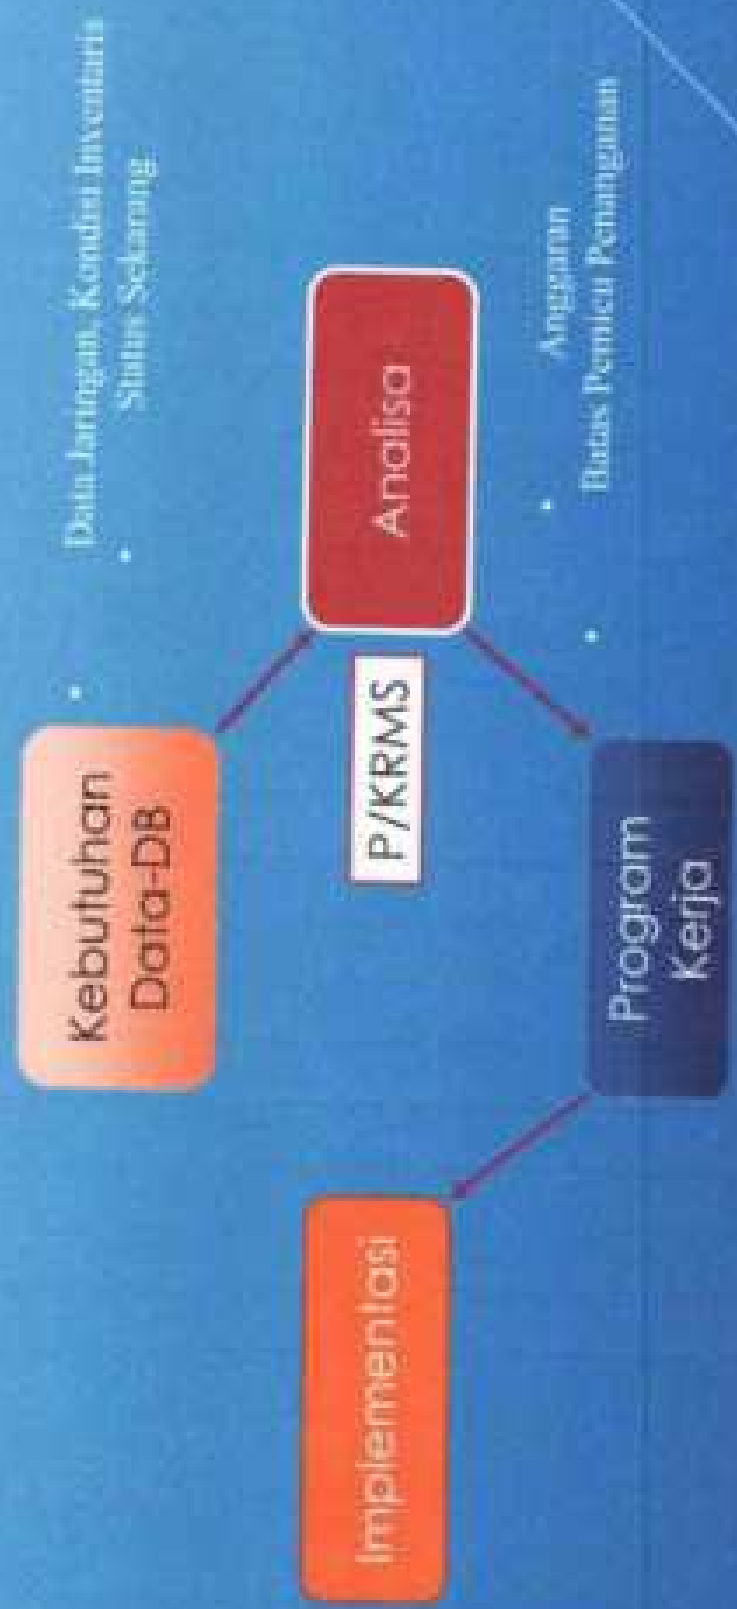 Kebutuhan
Data-DB
Data Jaringan, Kondisi Inventaris
Status Sekarang
Implementasi
P/KRMS
Analisa
Program
Kerja
Anggaran
Batas Pemicu Penanganan